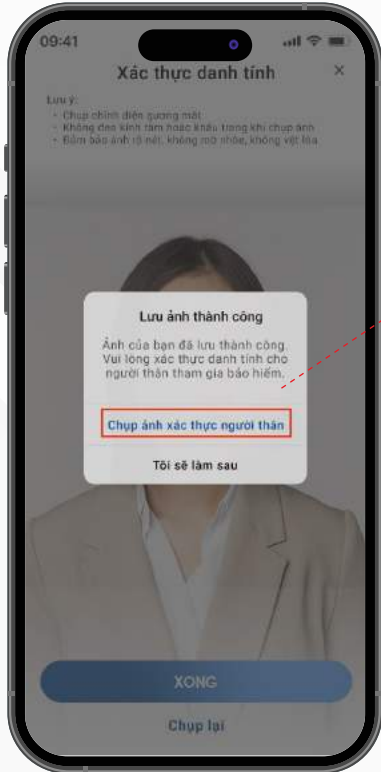 09:41
Xác thực danh tính
×
Lưu ý:
• Chụp chính diện gương mặt
• Không đeo kính râm hoặc khẩu trang khi chụp ảnh
• Đảm bảo ảnh rõ nét, không mờ nhòe, không vệt lóa
Lưu ảnh thành công
Ảnh của bạn đã lưu thành công.
Vui lòng xác thực danh tính cho
người thân tham gia bảo hiểm.
Chụp ảnh xác thực người thân
Tôi sẽ làm sau
XONG
Chụp lại